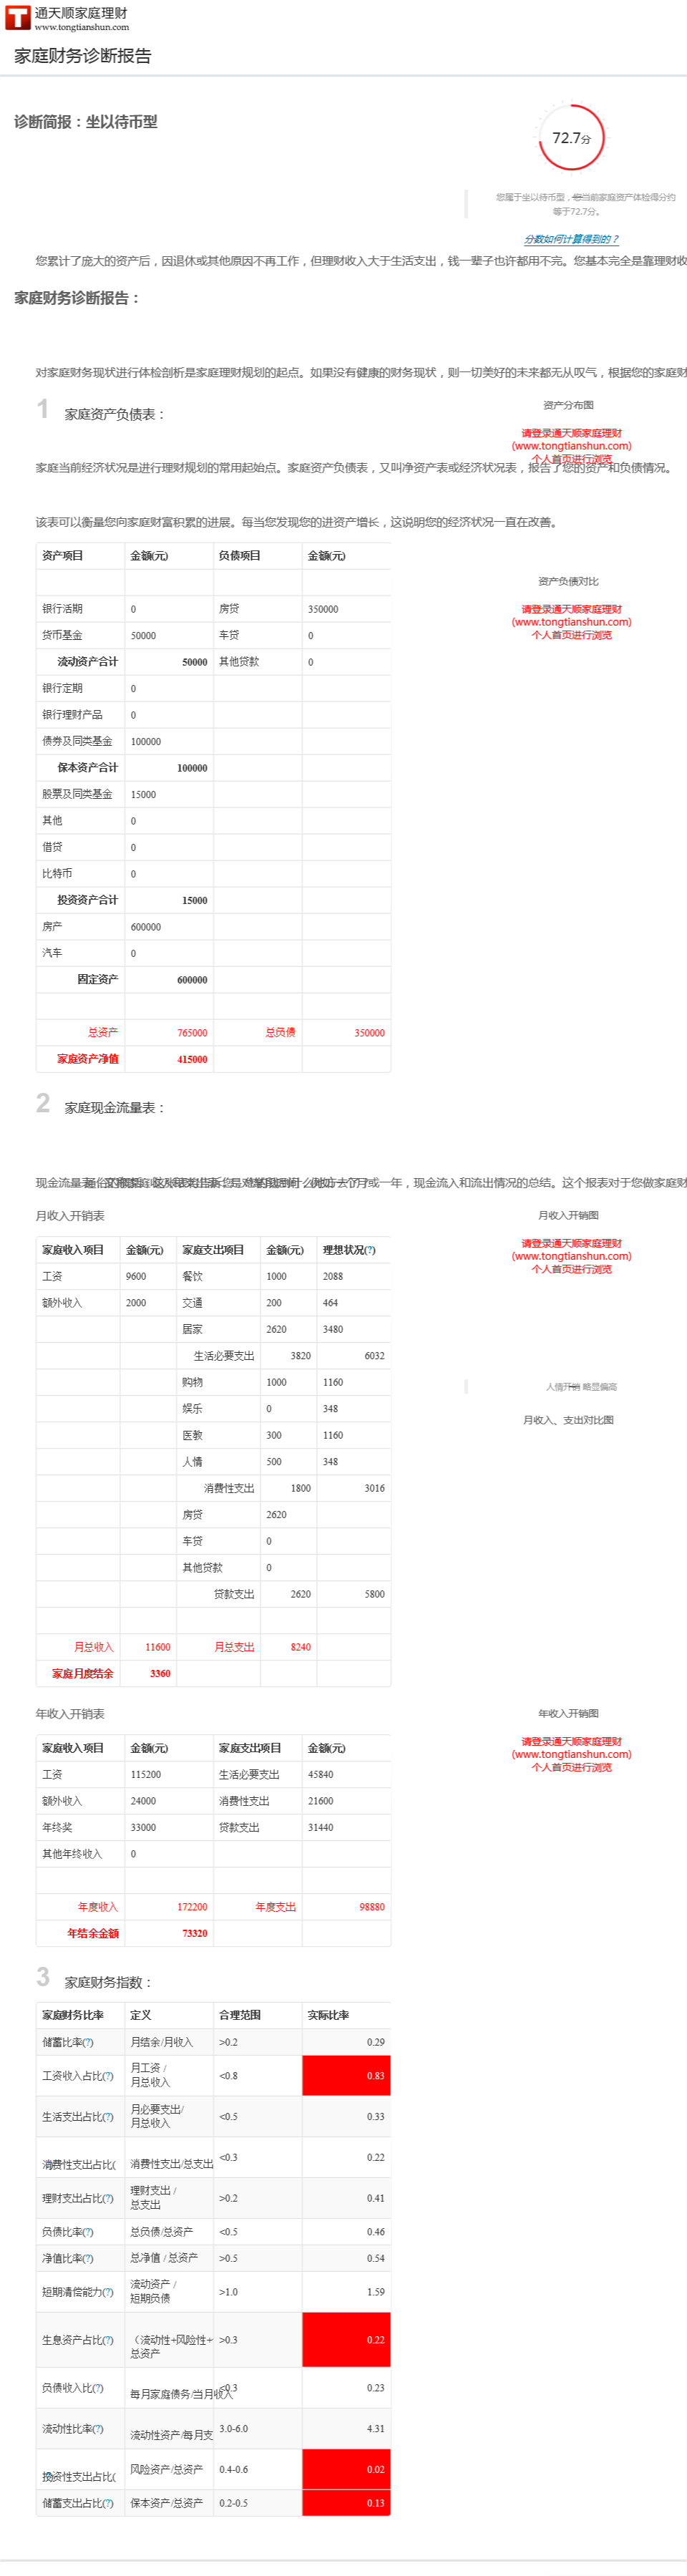 通天顺家庭理财
www.tongtianshun.com
家庭财务诊断报告
诊断简报：坐以待币型
72.7分
您属于坐以待币型，您当前家庭资产体检得分约
等于72.7分。
分数如何计算得到的？
您累计了庞大的资产后，因退休或其他原因不再工作，但理财收入大于生活支出，钱一辈子也许都用不完。您基本完全是靠理财收
家庭财务诊断报告：
对家庭财务现状进行体检剖析是家庭理财规划的起点。如果没有健康的财务现状，则一切美好的未来都无从叹气，根据您的家庭财
1 家庭资产负债表：
资产分布图
请登录通天顺家庭理财
(www.tongtianshun.com)
个人首页进行浏览
家庭当前经济状况是进行理财规划的常用起始点。家庭资产负债表，又叫净资产表或经济状况表，报告了您的资产和负债情况。
该表可以衡量您向家庭财富积累的进展。每当您发现您的进资产增长，这说明您的经济状况一直在改善。
资产项目 金额(元) 负债项目 金额(元)
资产负债对比
请登录通天顺家庭理财
(www.tongtianshun.com)
个人首页进行浏览
银行活期 0 房贷 350000
货币基金 50000 车贷 0
流动资产合计 50000 其他贷款 0
银行定期 0
银行理财产品 0
债券及同类基金 100000
保本资产合计 100000
股票及同类基金 15000
其他 0
借贷 0
比特币 0
投资资产合计 15000
房产 600000
汽车 0
固定资产 600000
总资产 765000 总负债 350000
家庭资产净值 415000
2 家庭现金流量表：
现金流量表
或一年，现金流入和流出情况的总结。这个报表对于您做家庭财
月收入开销表
月收入开销图
请登录通天顺家庭理财
(www.tongtianshun.com)
个人首页进行浏览
家庭收入项目 金额(元) 家庭支出项目 金额(元) 理想状况(?)
工资 9600 餐饮 1000 2088
额外收入 2000 交通 200 464
居家 2620 3480
生活必要支出 3820 6032
购物 1000 1160
娱乐 0 348
医教 300 1160
人情 500 348
消费性支出 1800 3016
房贷 2620
车贷 0
其他贷款 0
贷款支出 2620 5800
月总收入 11600 月总支出 8240
家庭月度结余 3360
人情开销 略显偏高
月收入、支出对比图
年收入开销表
年收入开销图
请登录通天顺家庭理财
(www.tongtianshun.com)
个人首页进行浏览
家庭收入项目 金额(元) 家庭支出项目 金额(元)
工资 115200 生活必要支出 45840
额外收入 24000 消费性支出 21600
年终奖 33000 贷款支出 31440
其他年终收入 0
年度收入 172200 年度支出 98880
年结余金额 73320
3 家庭财务指数：
家庭财务比率 定义 合理范围 实际比率
储蓄比率(?) 月结余/月收入 >0.2 0.29
工资收入占比(?) 月工资 / 月总收入 <0.8 0.83
生活支出占比(?) 月必要支出/ 月总收入 <0.5 0.33
消费性支出占比( 消费性支出/总支出 <0.3 0.22
理财支出占比(?) 理财支出 / 总支出 >0.2 0.41
负债比率(?) 总负债/总资产 <0.5 0.46
净值比率(?) 总净值 / 总资产 >0.5 0.54
短期清偿能力(?) 流动资产 / 短期负债 >1.0 1.59
生息资产占比(?) （流动性+风险性+ 总资产 >0.3 0.22
负债收入比(?) 每月家庭债务/当月收入 <0.3 0.23
流动性比率(?) 流动性资产/每月支 3.0-6.0 4.31
投资性支出占比( 风险资产/总资产 0.4-0.6 0.02
储蓄支出占比(?) 保本资产/总资产 0.2-0.5 0.13